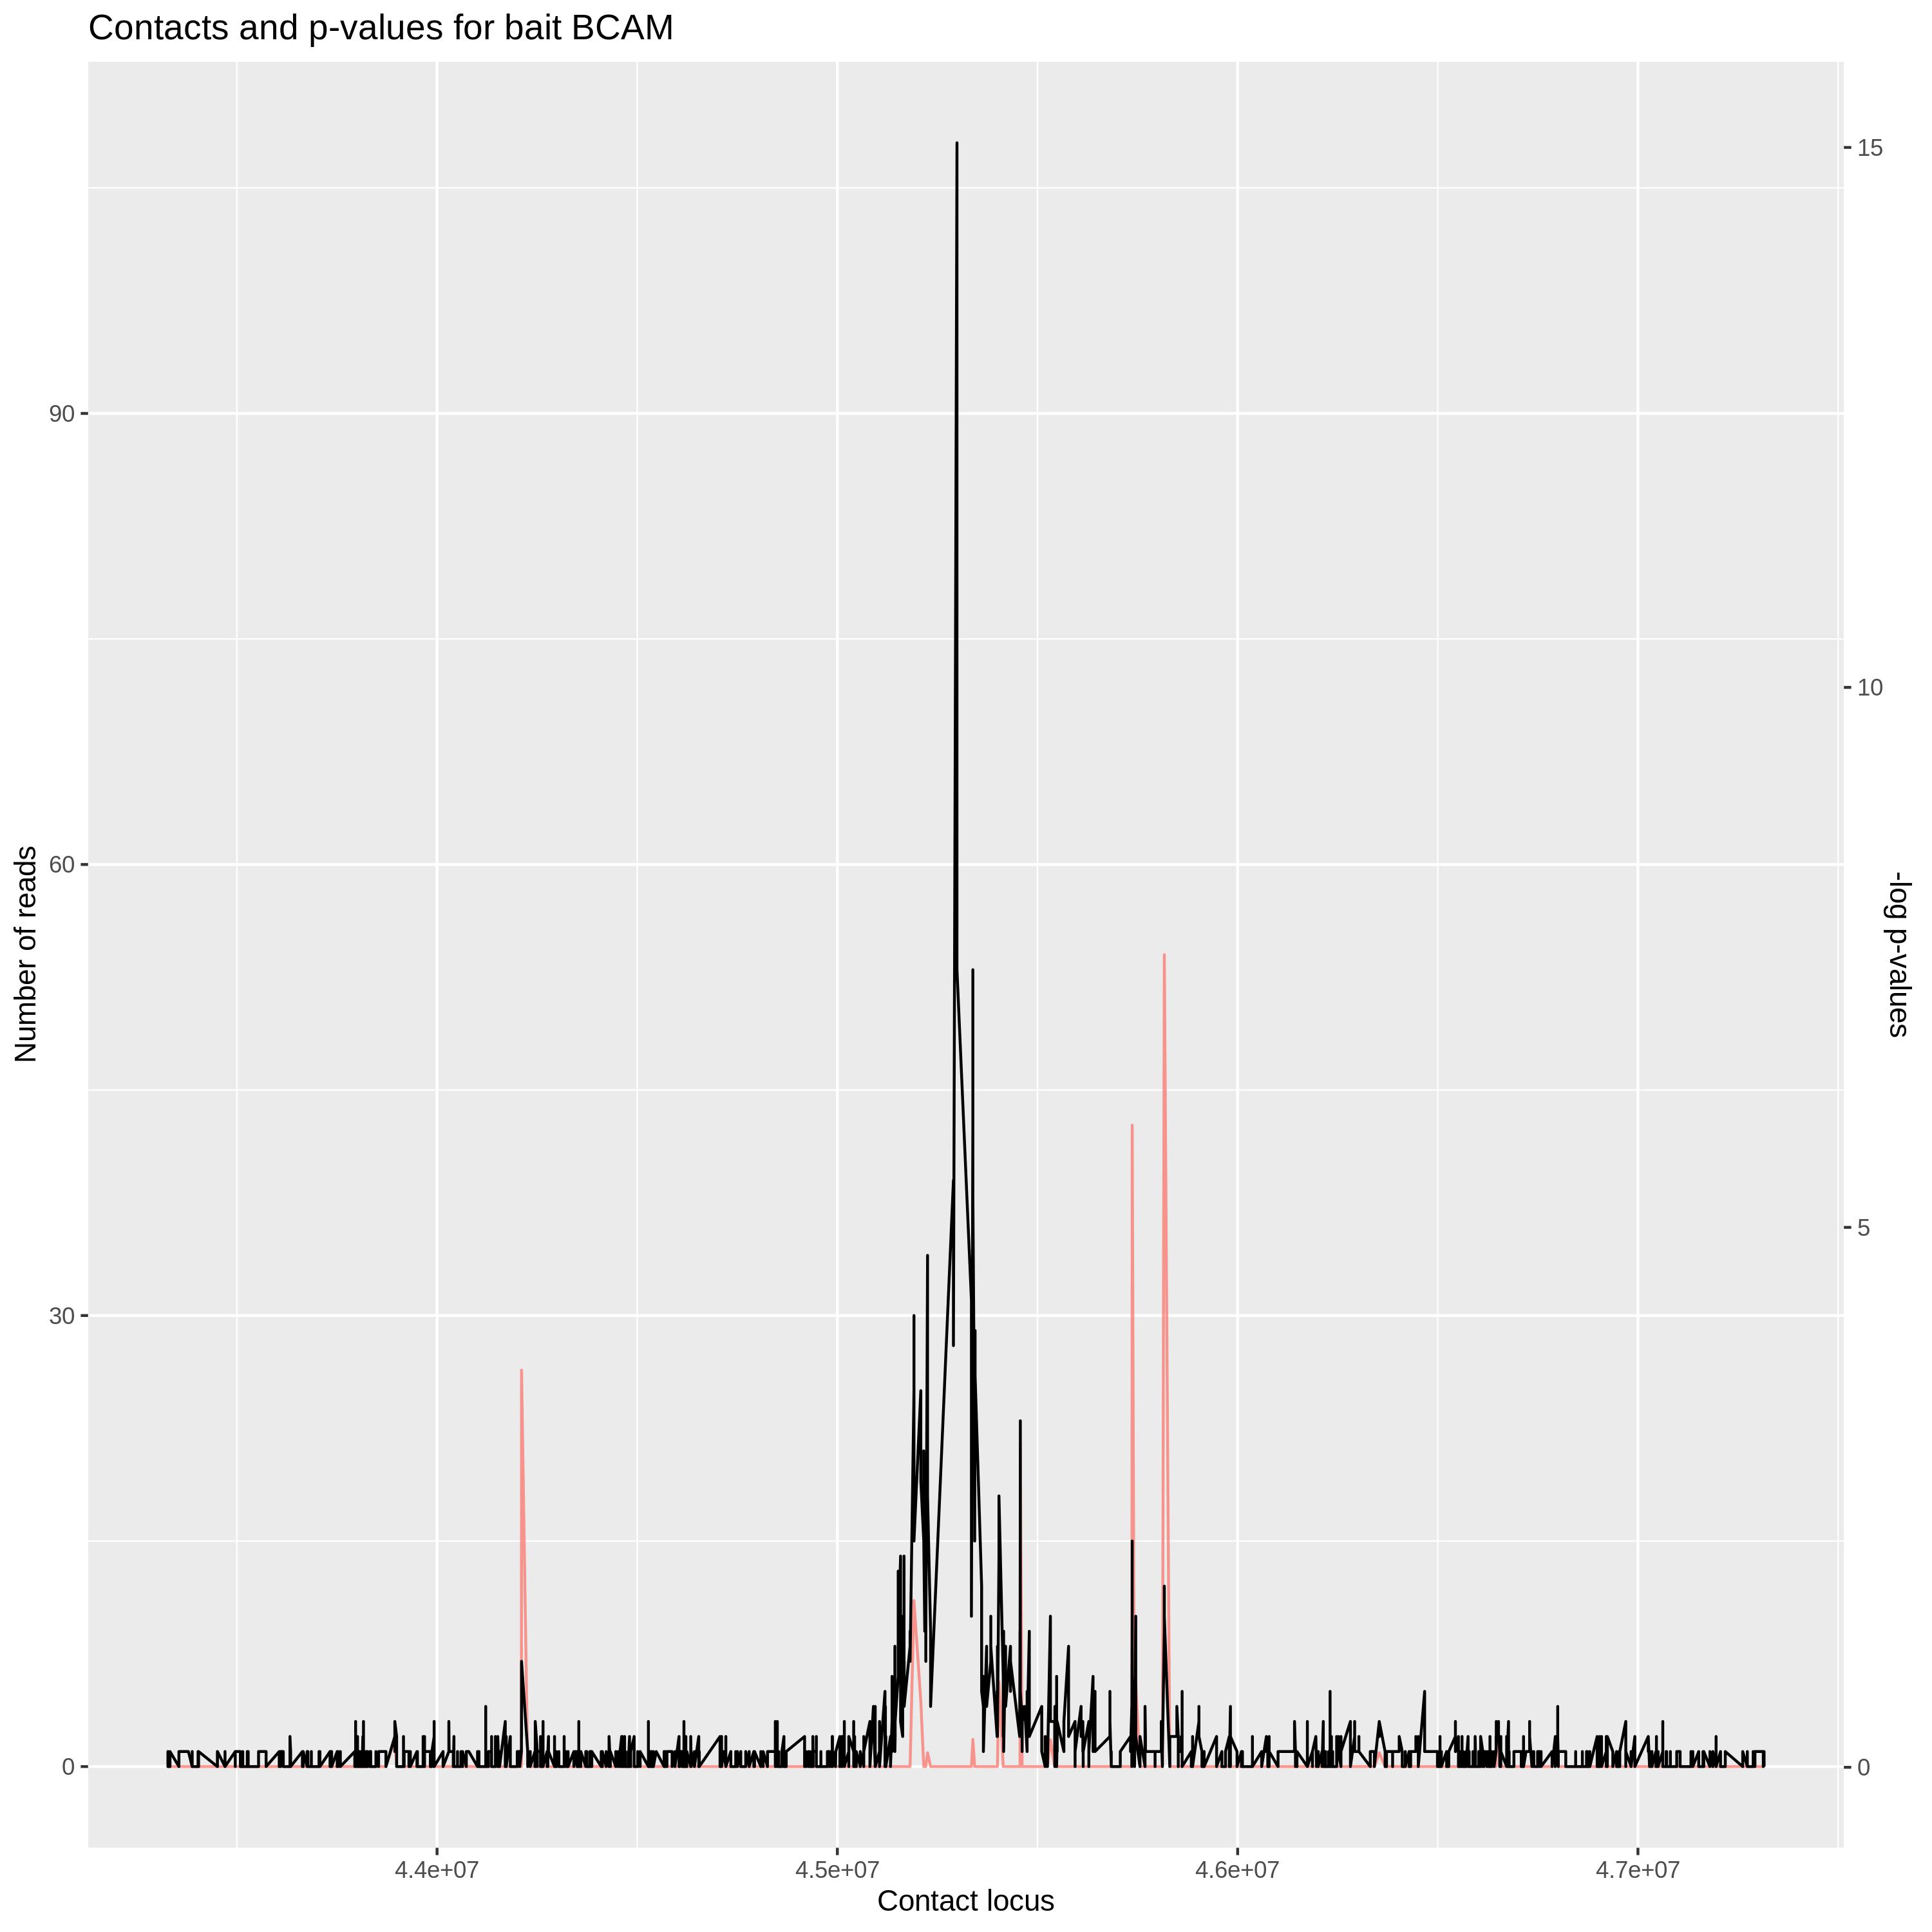 Contacts and p-values for bait BCAM
Number of reads
90
60
30
0
15
10
5
0
-log p-values
4.4e+07
4.5e+07
4.6e+07
4.7e+07
Contact locus